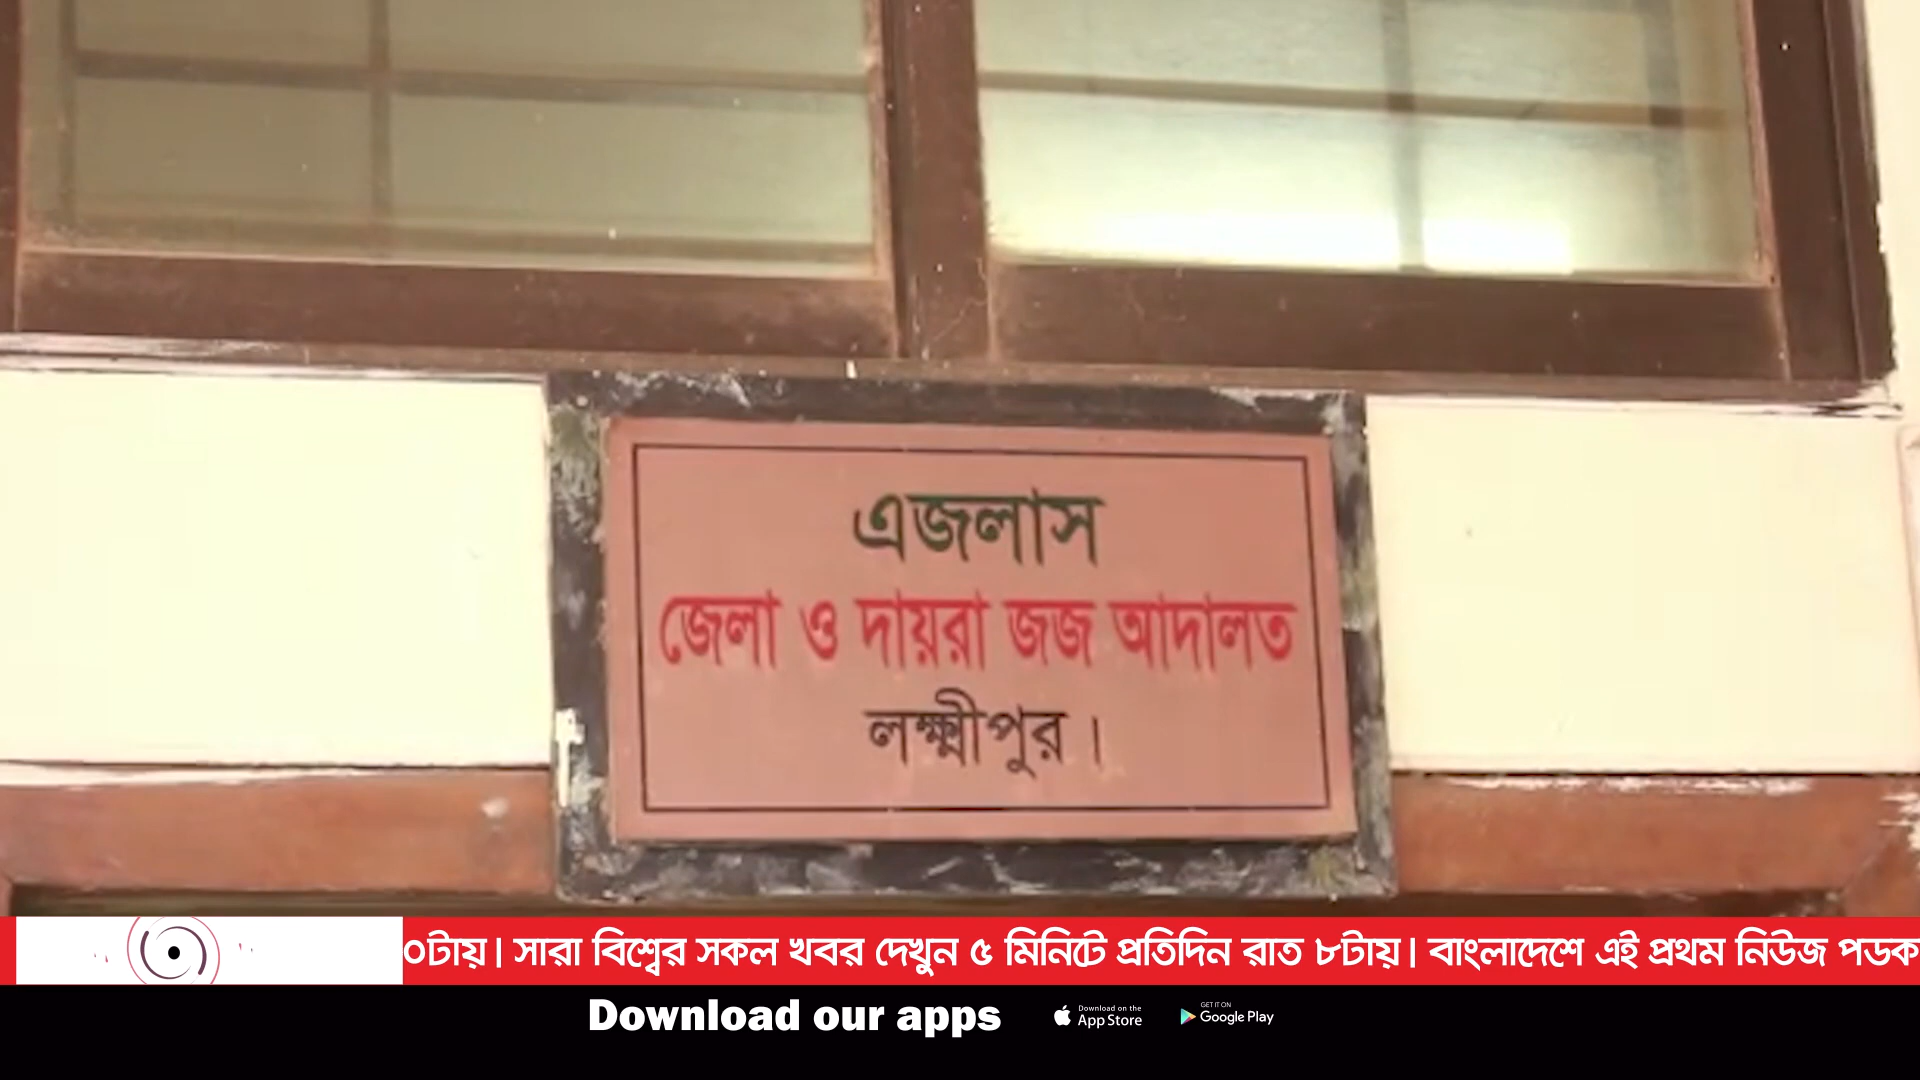 এজলাস
জেলা ও দায়রা জজ আদালত
লক্ষ্মীপুর।
০টায়। সারা বিশ্বের সকল খবর দেখুন ৫ মিনিটে প্রতিদিন রাত ৮টায়। বাংলাদেশে এই প্রথম নিউজ পডক
Download our apps
Download on the
App Store
GET IT ON
Google Play